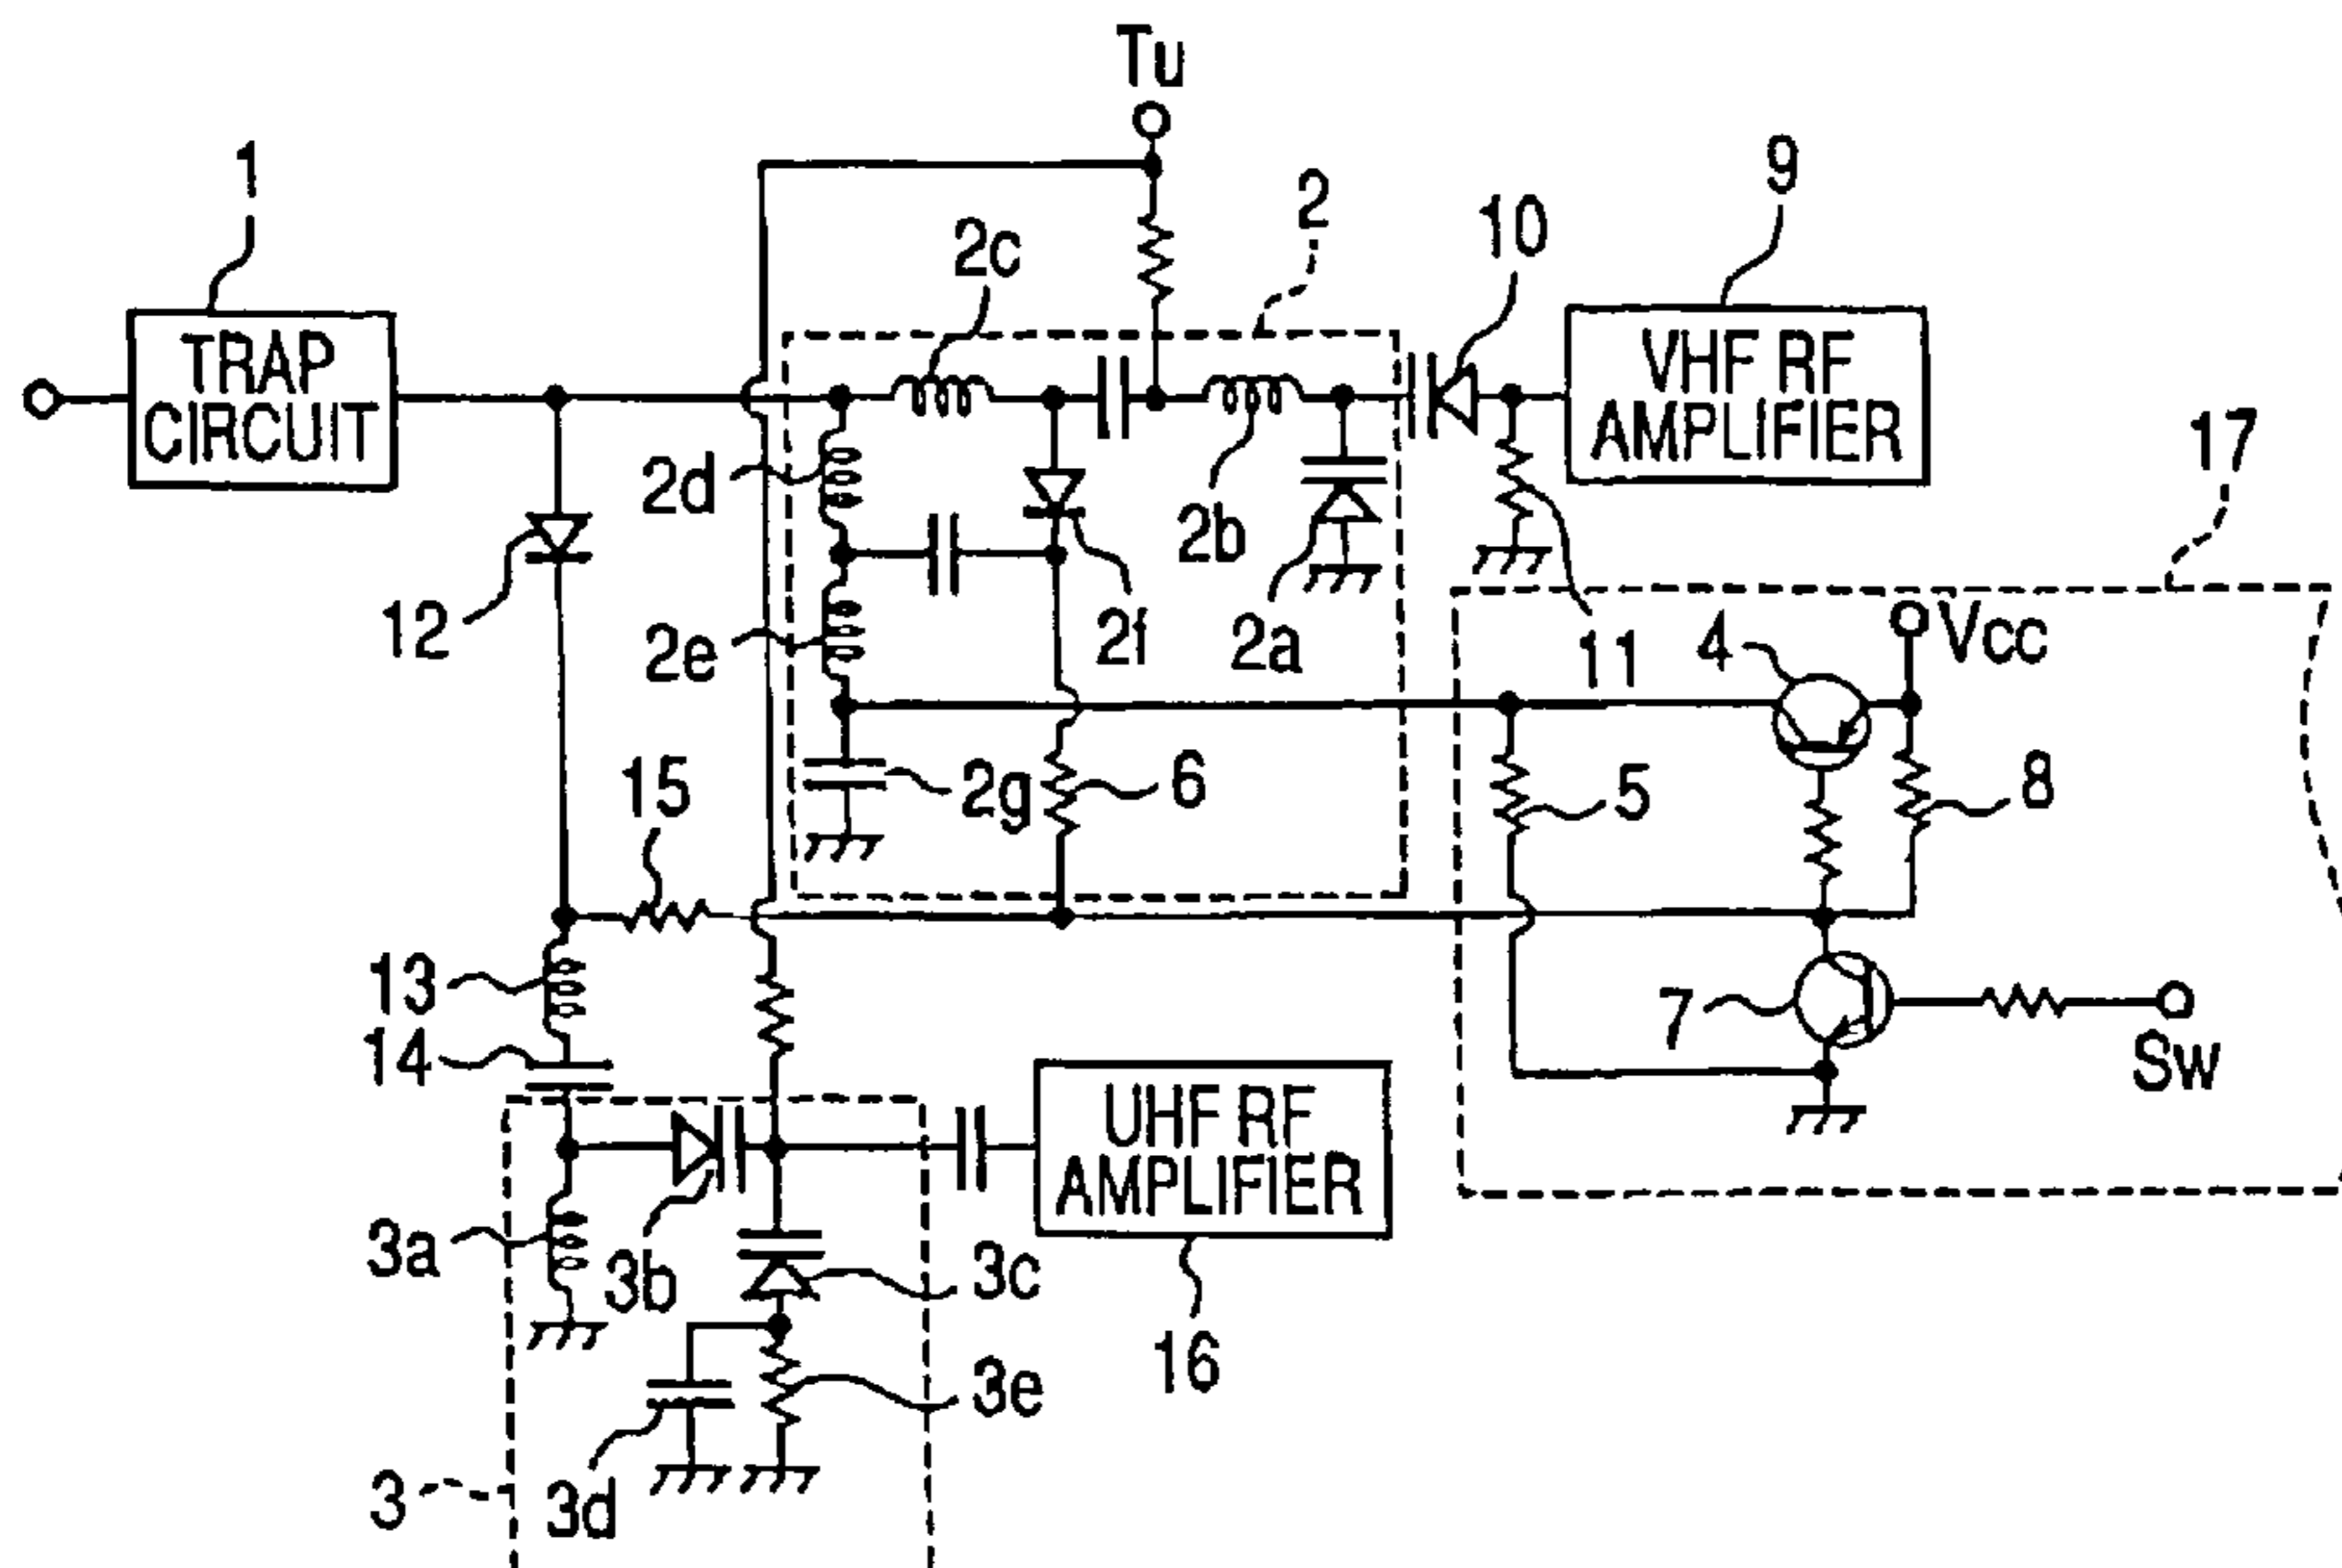 Tu
1
9
2
10
2c
TRAP
CIRCUIT
VHF RF
AMPLIFIER
17
2d
2b
12
2e
2f
2a
11
4
Vcc
15
2g
6
5
8
13
7
14
Sw
UHF RF
AMPLIFIER
3a
3b
3c
16
3e
3
3d